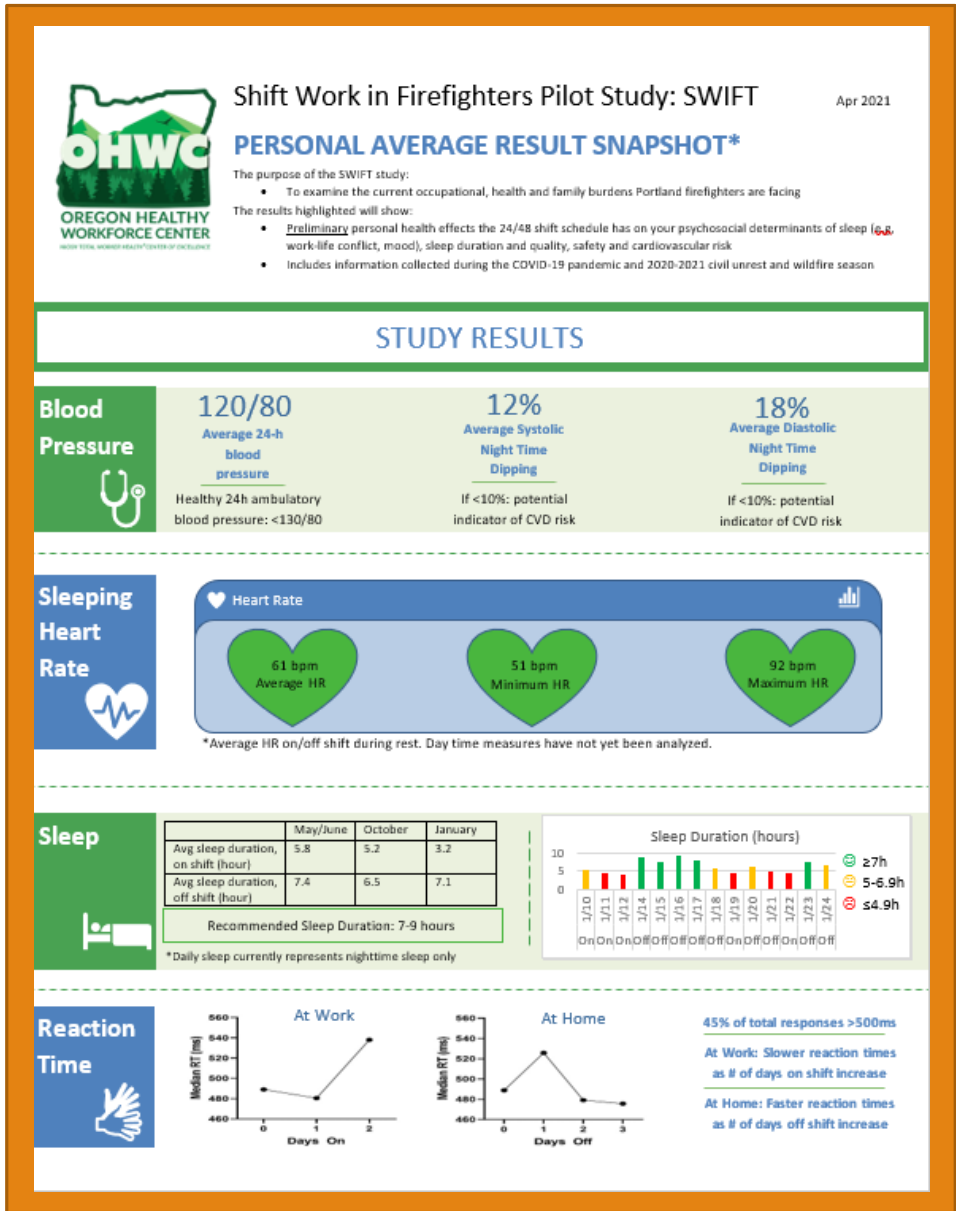 OHWC
OREGON HEALTHY
WORKFORCE CENTER
Shift Work in Firefighters Pilot Study: SWIFT
Apr 2021
PERSONAL AVERAGE RESULT SNAPSHOT*
The purpose of the SWIFT study:
• To examine the current occupational, health and family burdens Portland firefighters are facing
The results highlighted will show:
• Preliminary personal health effects the 24/48 shift schedule has on your psychosocial determinants of sleep (e.g.
work-life conflict, mood), sleep duration and quality, safety and cardiovascular risk
• Includes information collected during the COVID-19 pandemic and 2020-2021 civil unrest and wildfire season
STUDY RESULTS
Blood
Pressure
120/80
Average 24-h
blood
pressure
Healthy 24h ambulatory
blood pressure: <130/80
12%
Average Systolic
Night Time
Dipping
If <10%: potential
indicator of CVD risk
18%
Average Diastolic
Night Time
Dipping
If <10%: potential
indicator of CVD risk
Sleeping
Heart
Rate
Heart Rate
61 bpm
Average HR
51 bpm
Minimum HR
92 bpm
Maximum HR
*Average HR on/off shift during rest. Day time measures have not yet been analyzed.
Sleep
May/June October January
Avg sleep duration, 5.8 5.2 3.2
on shift (hour)
Avg sleep duration, 7.4 6.5 7.1
off shift (hour)
Recommended Sleep Duration: 7-9 hours
*Daily sleep currently represents nighttime sleep only
Sleep Duration (hours)
10
5
0
1/10 1/11 1/12 1/14 1/15 1/16 1/17 1/18 1/19 1/20 1/21 1/22 1/23 1/24
On On On Off Off Off Off Off On Off On On Off Off
≥7h
5-6.9h
≤4.9h
Reaction
Time
At Work
Median RT (ms)
560
540
520
500
480
460
0 1 2
Days On
At Home
Median RT (ms)
560
540
520
500
480
460
0 1 2 3
Days Off
45% of total responses >500ms
At Work: Slower reaction times
as # of days on shift increase
At Home: Faster reaction times
as # of days off shift increase